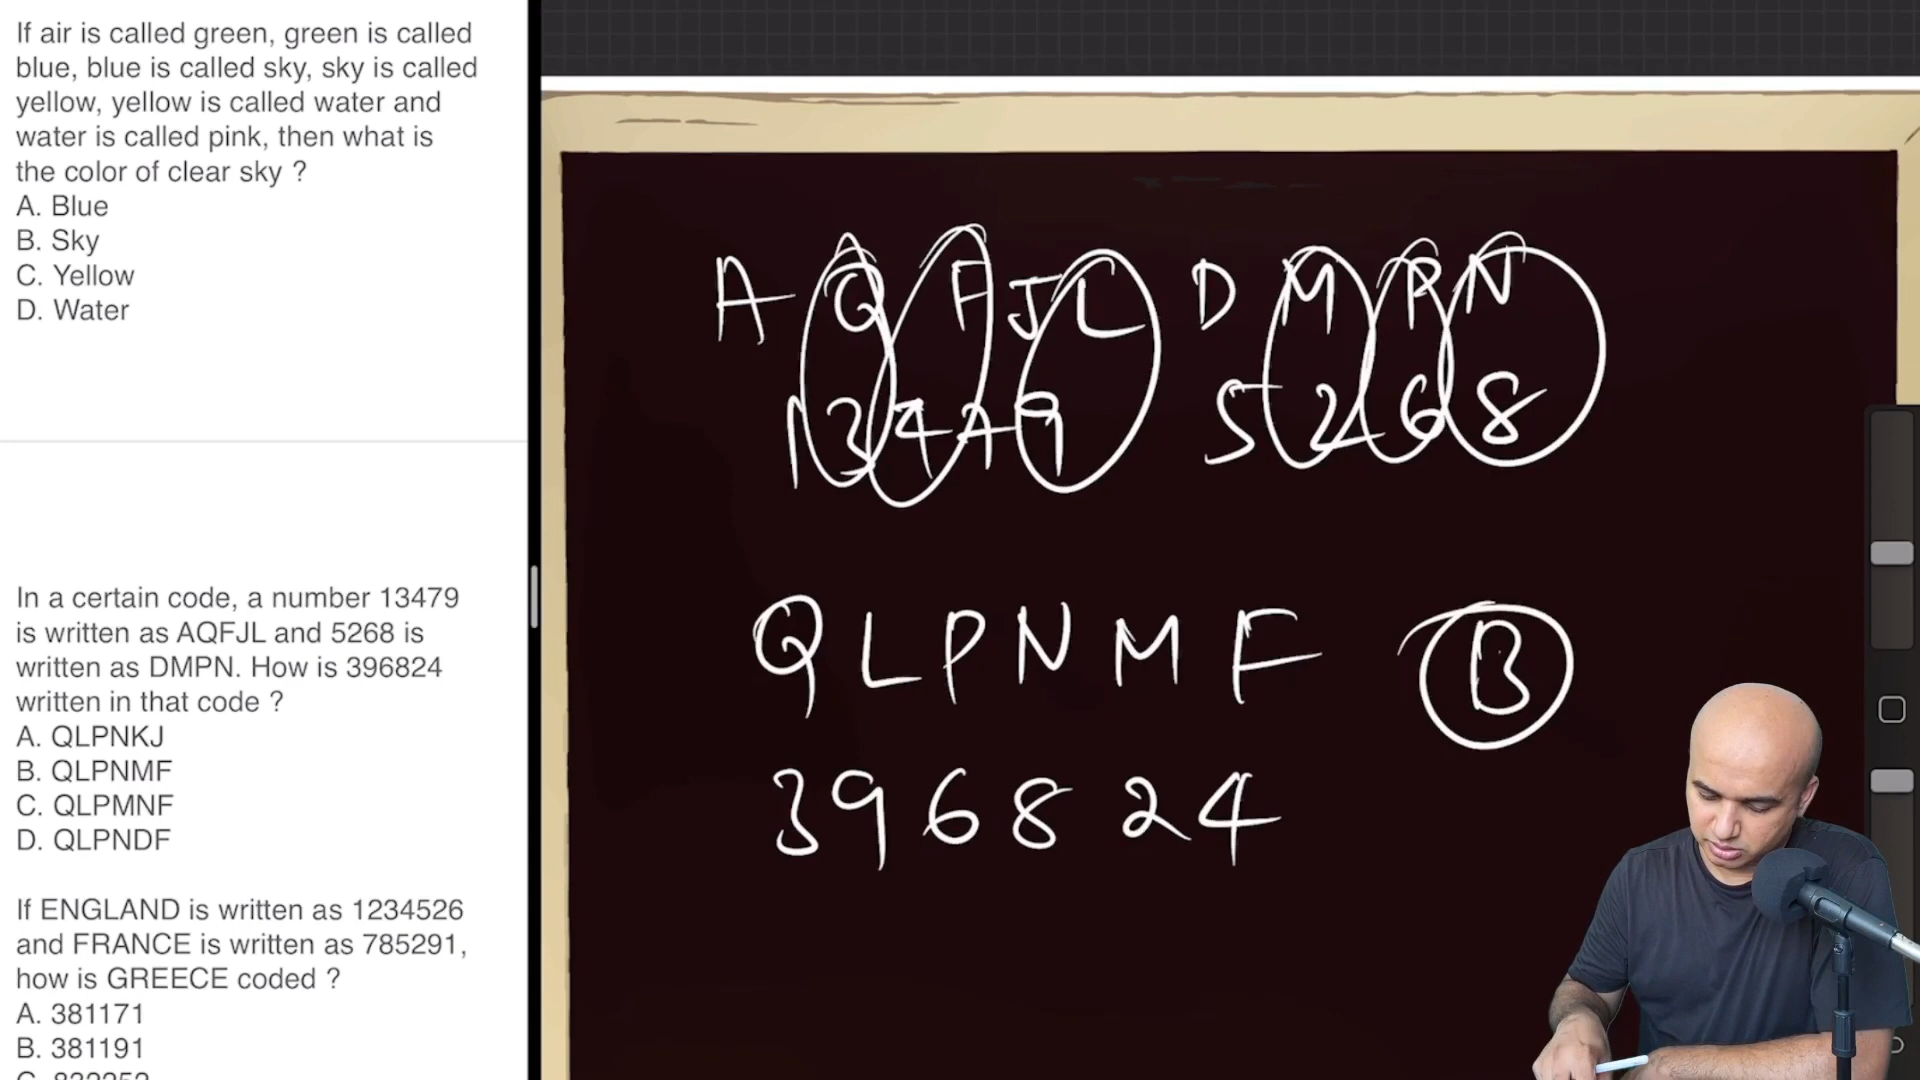 If air is called green, green is called
blue, blue is called sky, sky is called
yellow, yellow is called water and
water is called pink, then what is
the color of clear sky ?
A. Blue
B. Sky
C. Yellow
D. Water
In a certain code, a number 13479
is written as AQFJL and 5268 is
written as DMPN. How is 396824
written in that code ?
A. QLPNKJ
B. QLPNMF
C. QLPMNF
D. QLPNDF
If ENGLAND is written as 1234526
and FRANCE is written as 785291,
how is GREECE coded ?
A. 381171
B. 381191
A Q F J L D M P N
1 3 4 7 9 5 2 6 8
Q L P N M F B
3 9 6 8 2 4